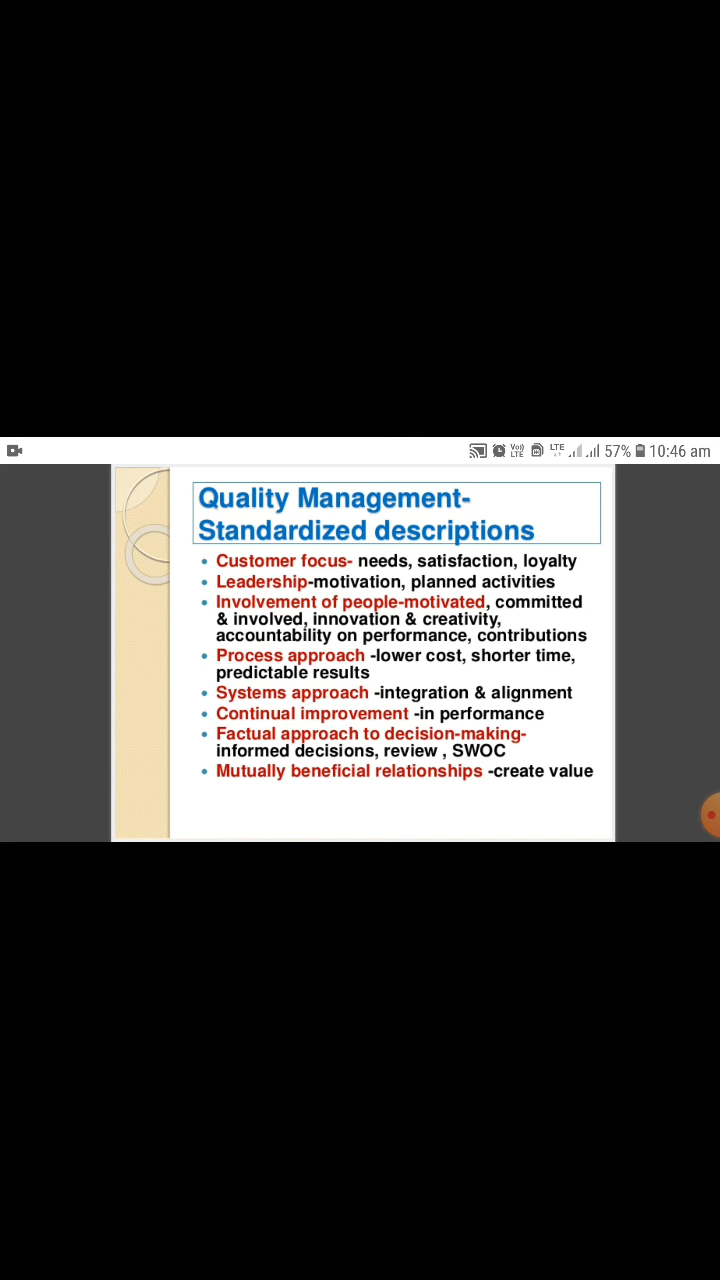 Vo)) LTE LTE 57% 10:46 am
Quality Management-
Standardized descriptions
• Customer focus- needs, satisfaction, loyalty
• Leadership-motivation, planned activities
• Involvement of people-motivated, committed
& involved, innovation & creativity,
accountability on performance, contributions
• Process approach -lower cost, shorter time,
predictable results
• Systems approach -integration & alignment
• Continual improvement -in performance
• Factual approach to decision-making-
informed decisions, review , SWOC
• Mutually beneficial relationships -create value